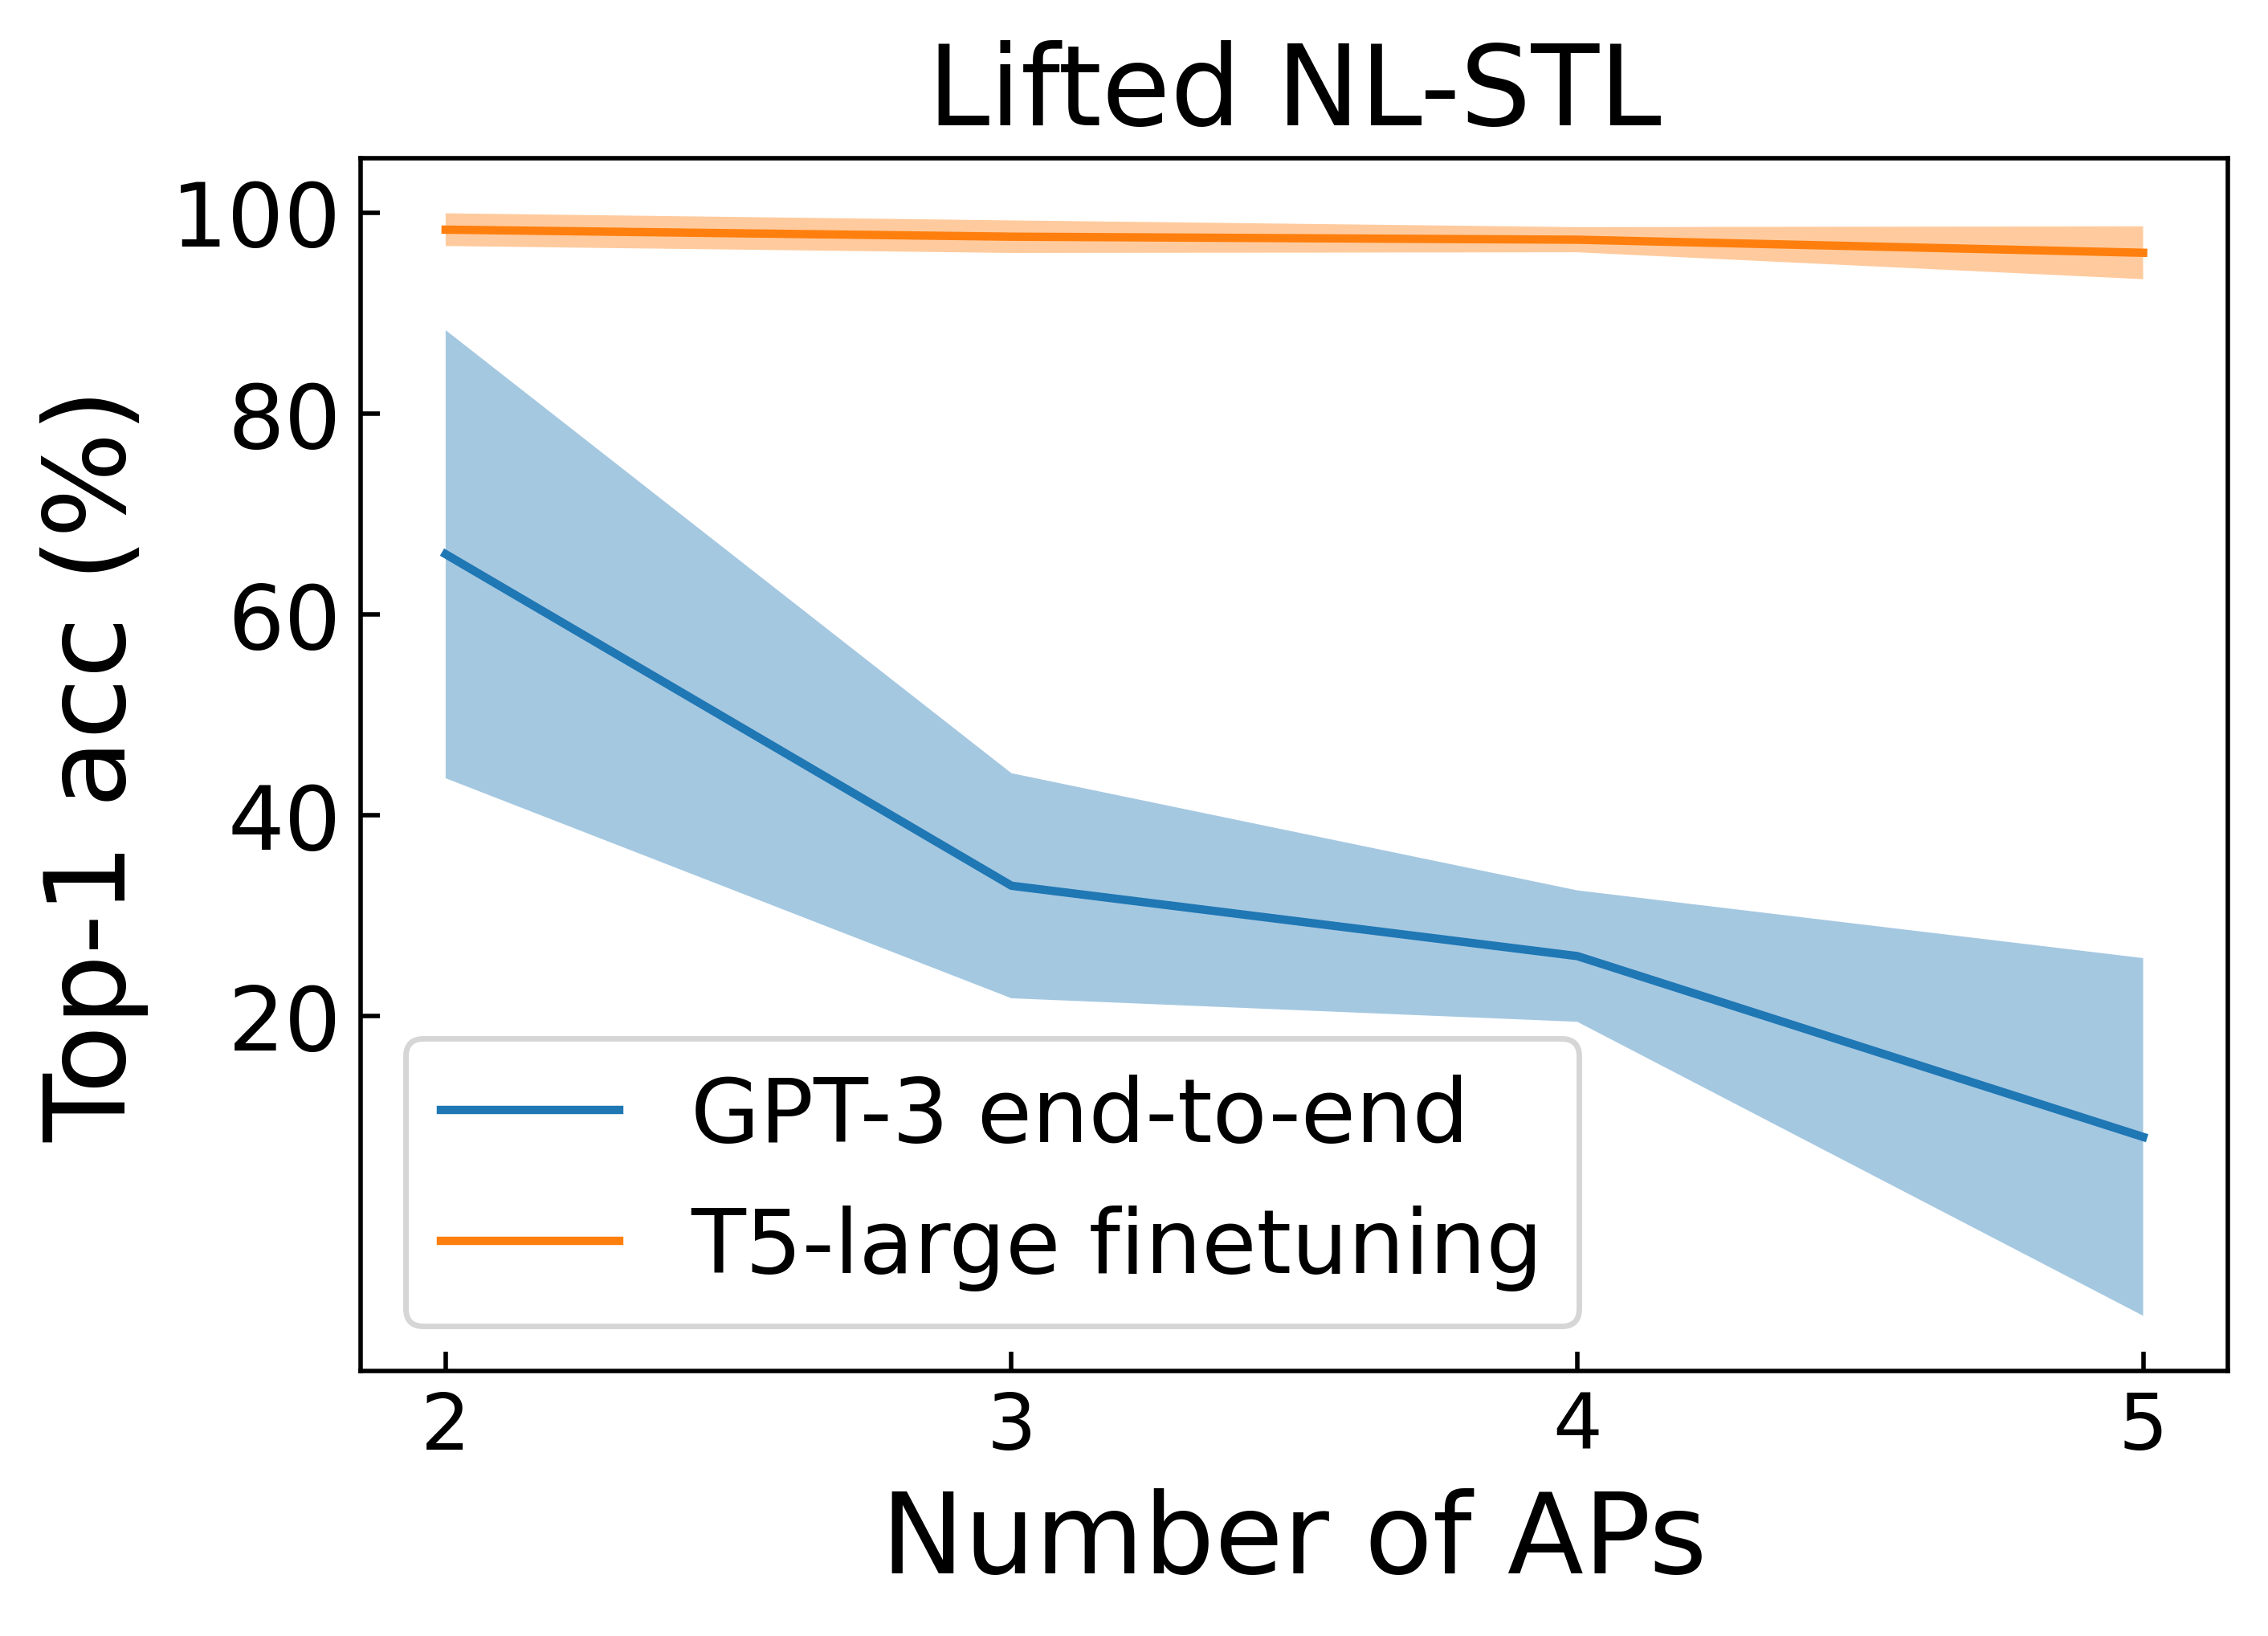 Lifted NL-STL
Top-1 acc (%)
100
80
60
40
20
GPT-3 end-to-end
T5-large finetuning
2 3 4 5
Number of APs